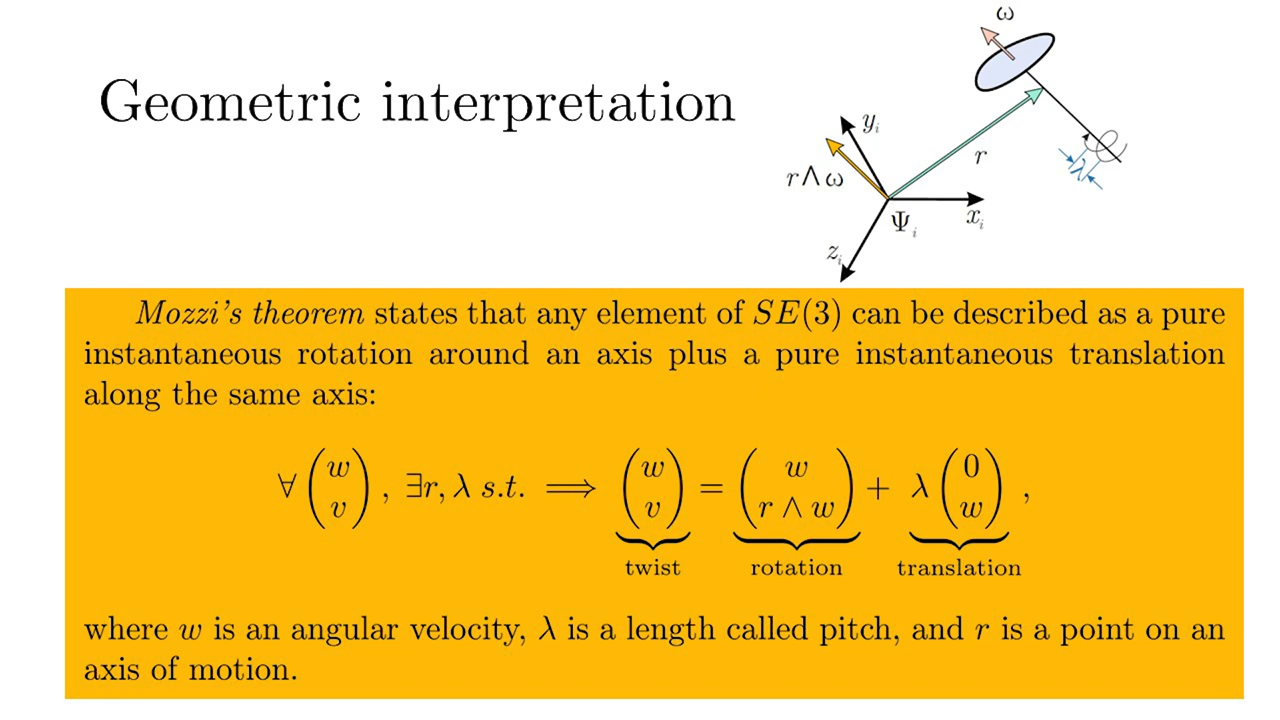 Geometric interpretation
ω
y_i
r
r ∧ ω
Ψ_i
x_i
z_i
λ
Mozzi's theorem states that any element of SE(3) can be described as a pure
instantaneous rotation around an axis plus a pure instantaneous translation
along the same axis:
∀ (w v), ∃r, λ s.t. ⟹ (w v) = (w r ∧ w) + λ (0 w) ,
twist rotation translation
where w is an angular velocity, λ is a length called pitch, and r is a point on an
axis of motion.